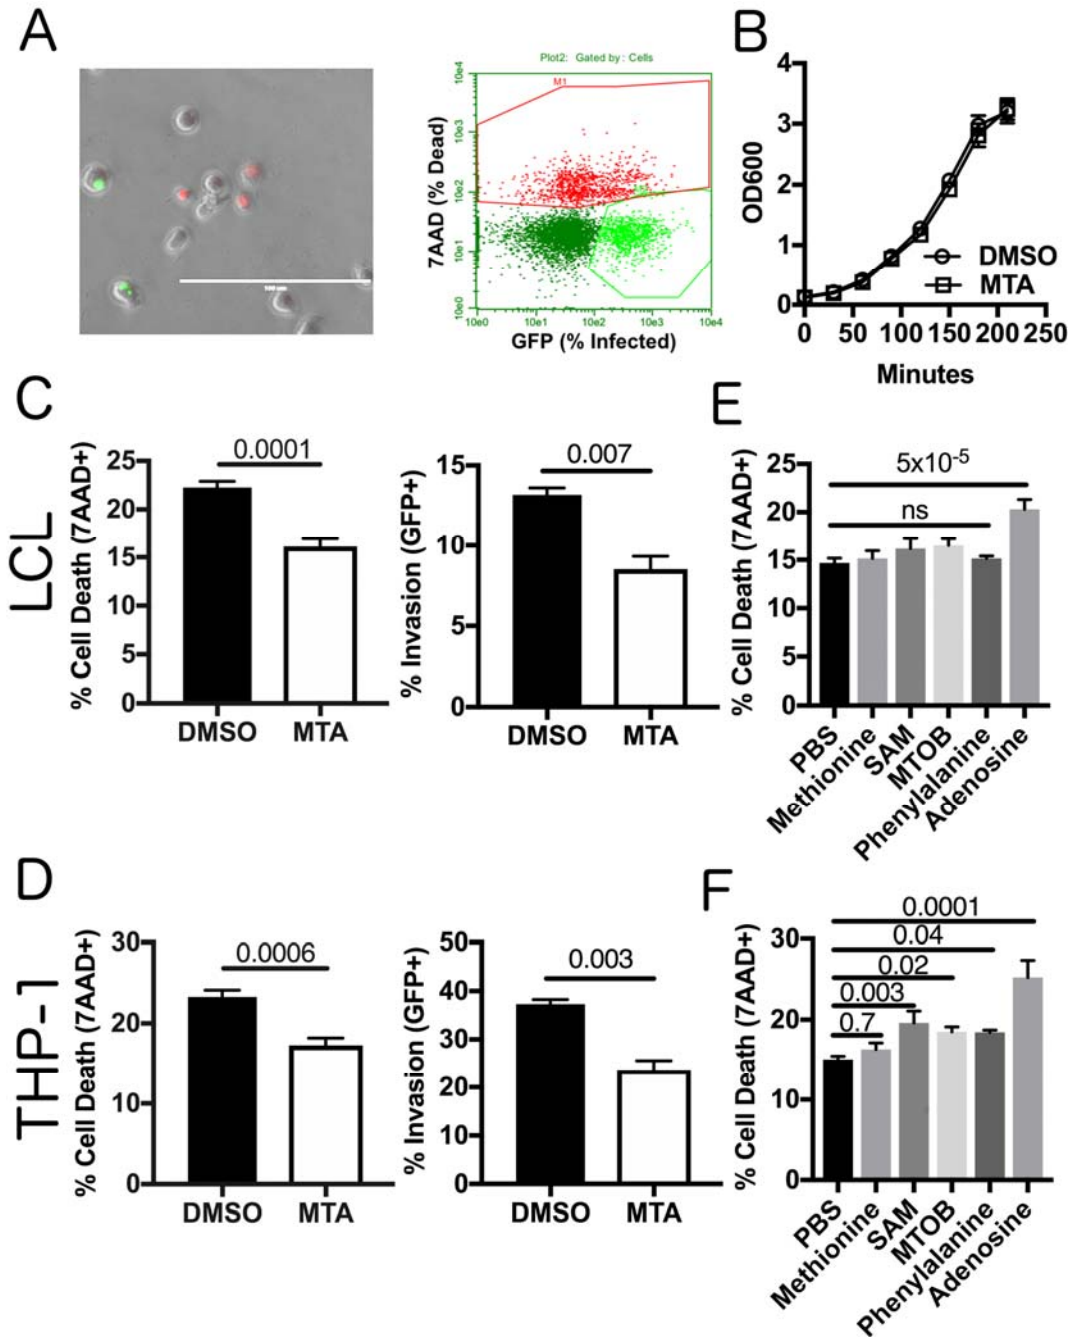 A
100 um
Plot2: Gated by: Cells
M1
10e4
10e3
10e2
10e1
10e0
7AAD (% Dead)
10e0 10e1 10e2 10e3 10e4
GFP (% Infected)
B
4
3
2
1
0
OD600
DMSO
MTA
0 50 100 150 200 250
Minutes
C
LCL
0.0001
25
20
15
10
5
0
% Cell Death (7AAD+)
DMSO MTA
0.007
15
10
5
0
% Invasion (GFP+)
DMSO MTA
E
5x10-5
ns
25
20
15
10
5
0
% Cell Death (7AAD+)
PBS
Methionine
SAM
MTOB
Phenylalanine
Adenosine
D
THP-1
0.0006
30
20
10
0
% Cell Death (7AAD+)
DMSO MTA
0.003
50
40
30
20
10
0
% Invasion (GFP+)
DMSO MTA
F
0.0001
0.04
0.02
0.003
0.7
30
20
10
0
% Cell Death (7AAD+)
PBS
Methionine
SAM
MTOB
Phenylalanine
Adenosine